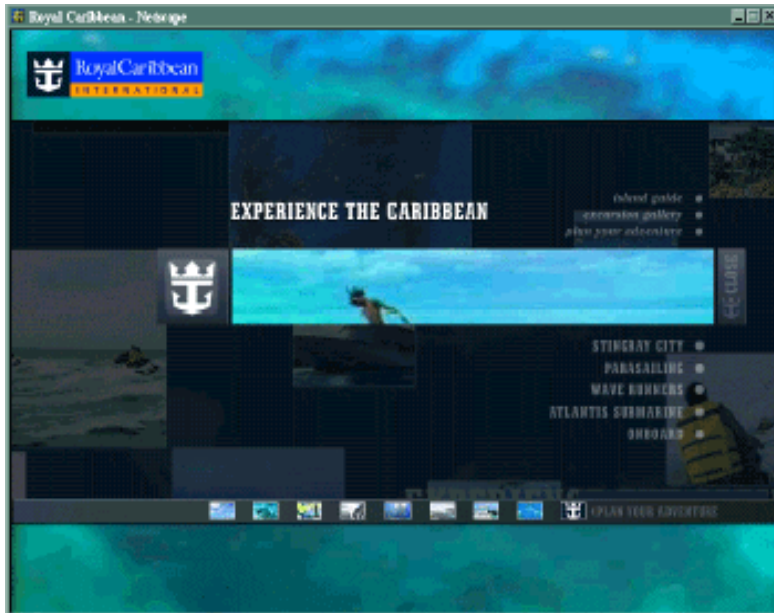 Royal Caribbean - Netscape
RoyalCaribbean
INTERNATIONAL
EXPERIENCE THE CARIBBEAN
island guide
excursion gallery
plan your adventure
CLOSE
STINGRAY CITY
PARASAILING
WAVE RUNNERS
ATLANTIS SUBMARINE
ONBOARD
PLAN YOUR ADVENTURE